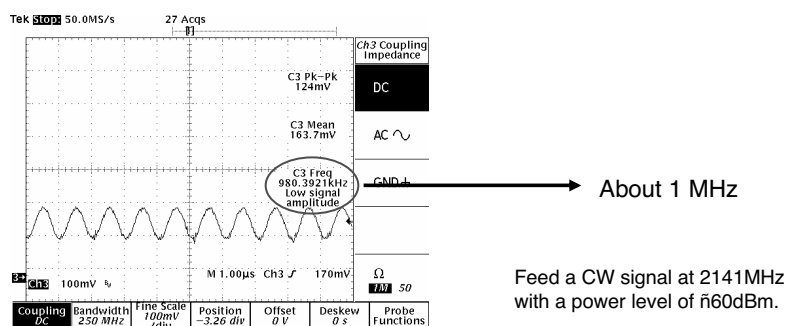 Tek Stop: 50.0MS/s 27 Acqs
Ch3 Coupling
Impedance
C3 Pk-Pk
124mV
DC
C3 Mean
163.7mV
AC
C3 Freq
980.3921kHz
Low signal
amplitude
GND
About 1 MHz
M 1.00µs Ch3 170mV
Ω
1M 50
3
Ch3 100mV
Feed a CW signal at 2141MHz
with a power level of ñ60dBm.
Coupling
DC
Bandwidth
250 MHz
Fine Scale
100mV
/div
Position
-3.26 div
Offset
0 V
Deskew
0 s
Probe
Functions